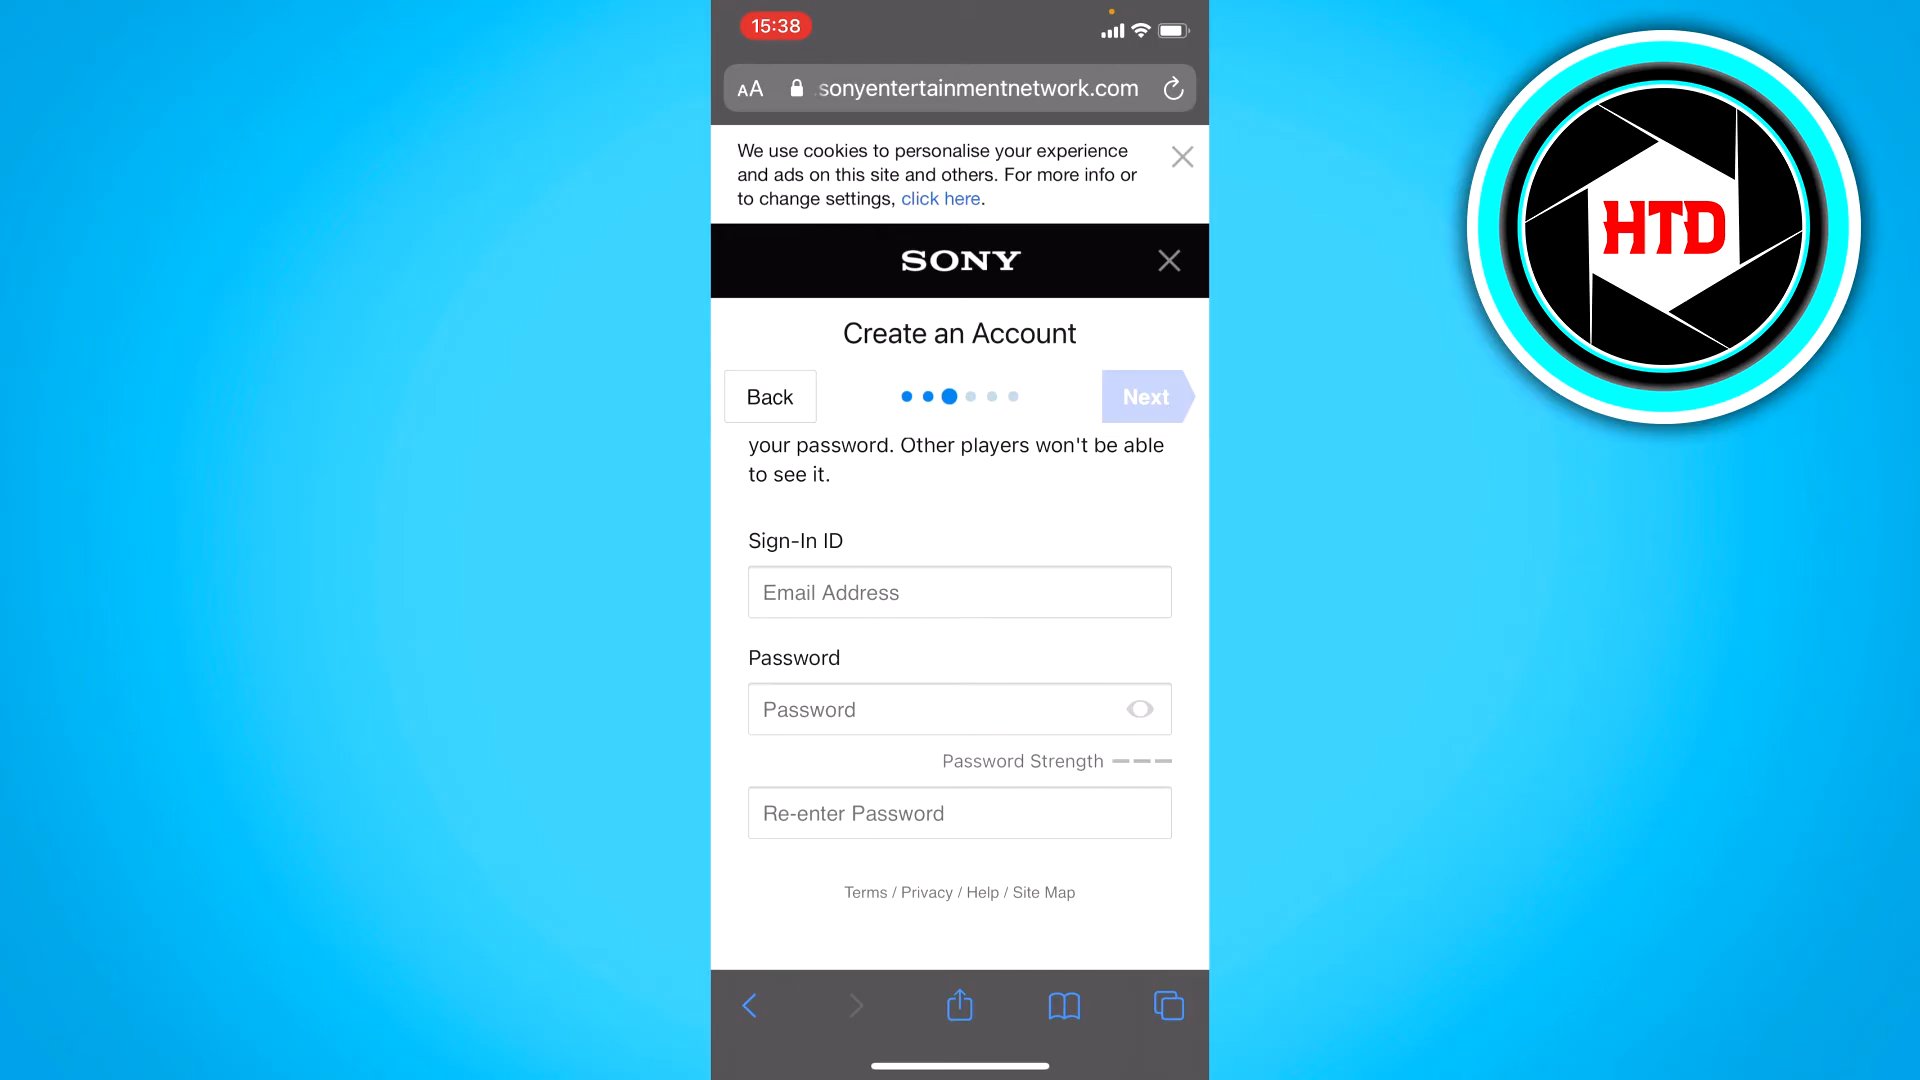 15:38
AA .sonyentertainmentnetwork.com
We use cookies to personalise your experience
and ads on this site and others. For more info or
to change settings, click here.
SONY
Create an Account
Back
Next
your password. Other players won't be able
to see it.
Sign-In ID
Email Address
Password
Password
Password Strength
Re-enter Password
Terms / Privacy / Help / Site Map
HTD